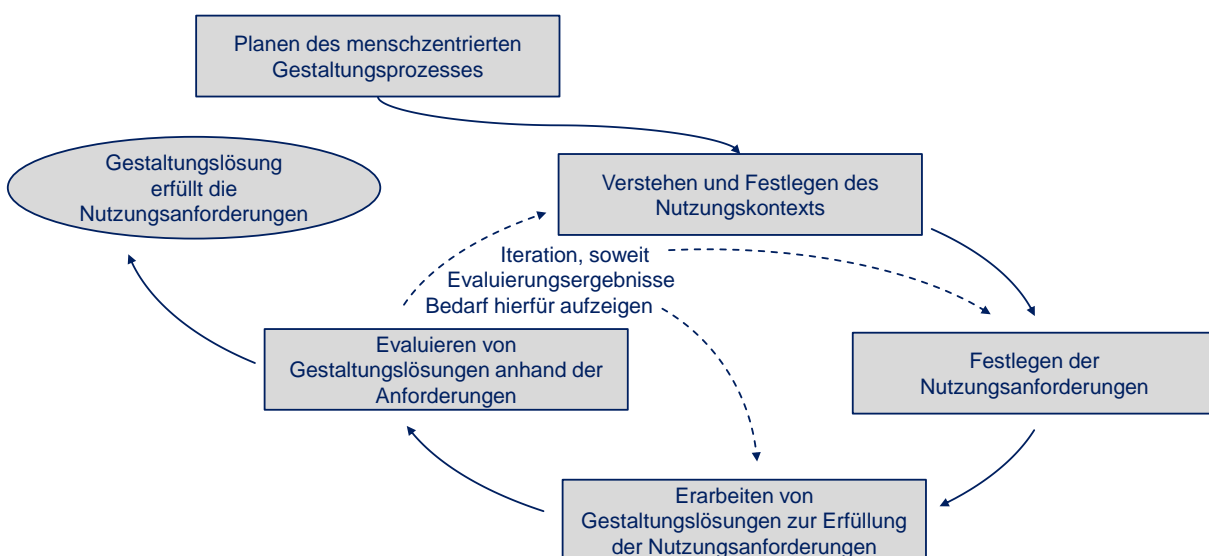 Planen des menschzentrierten
Gestaltungsprozesses
Gestaltungslösung
erfüllt die
Nutzungsanforderungen
Verstehen und Festlegen des
Nutzungskontexts
Iteration, soweit
Evaluierungsergebnisse
Bedarf hierfür aufzeigen
Evaluieren von
Gestaltungslösungen anhand der
Anforderungen
Festlegen der
Nutzungsanforderungen
Erarbeiten von
Gestaltungslösungen zur Erfüllung
der Nutzungsanforderungen